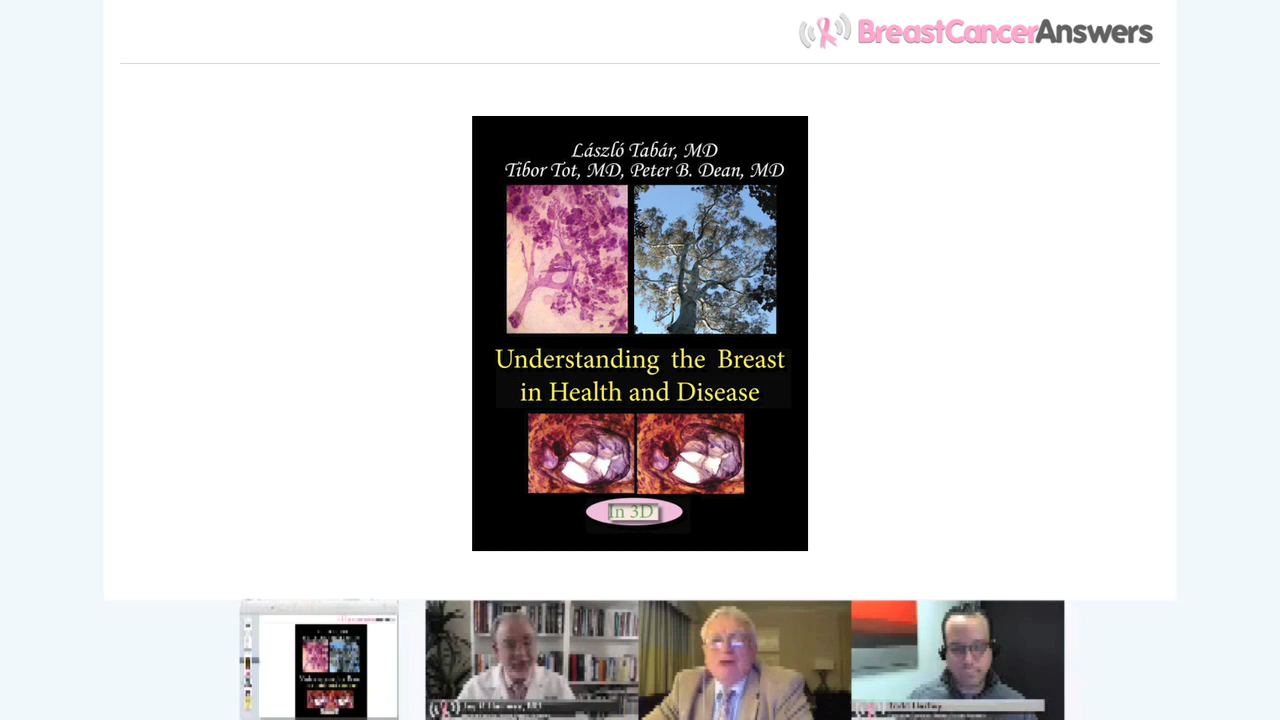 BreastCancerAnswers
László Tabár, MD
Tibor Tot, MD, Peter B. Dean, MD
Understanding the Breast
in Health and Disease
In 3D